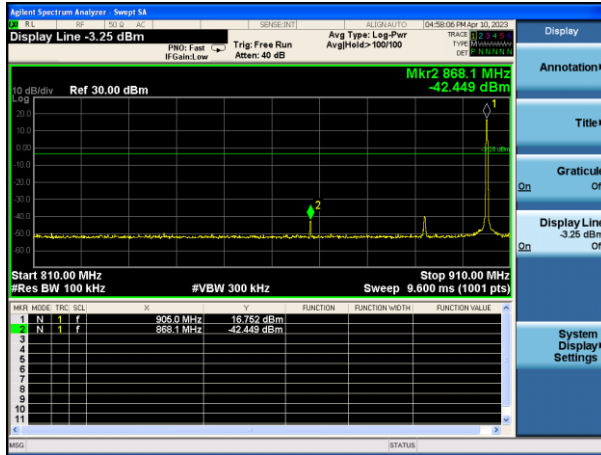 Agilent Spectrum Analyzer - Swept SA
RL RF 50 Ω AC SENSE:INT ALIGNAUTO 04:58:06 PM Apr 10, 2023
Display Line -3.25 dBm
PNO: Fast
IFGain:Low
Trig: Free Run
Atten: 40 dB
Avg Type: Log-Pwr
Avg|Hold>100/100
TRACE 1 2 3 4 5 6
TYPE M
DET P N N N N N
Mkr2 868.1 MHz
-42.449 dBm
10 dB/div Ref 30.00 dBm
Log
20.0
10.0
0.00
-10.0
-20.0
-30.0
-40.0
-50.0
-60.0
1
2
-3.25 dBm
Start 810.00 MHz Stop 910.00 MHz
#Res BW 100 kHz #VBW 300 kHz Sweep 9.600 ms (1001 pts)
MKR MODE TRC SCL X Y FUNCTION FUNCTION WIDTH FUNCTION VALUE
1 N 1 f 905.0 MHz 16.752 dBm
2 N 1 f 868.1 MHz -42.449 dBm
3
4
5
6
7
8
9
10
11
MSG STATUS
Display
Annotation
Title
Graticule
On Of
Display Line
-3.25 dBm
On Of
System
Display
Settings